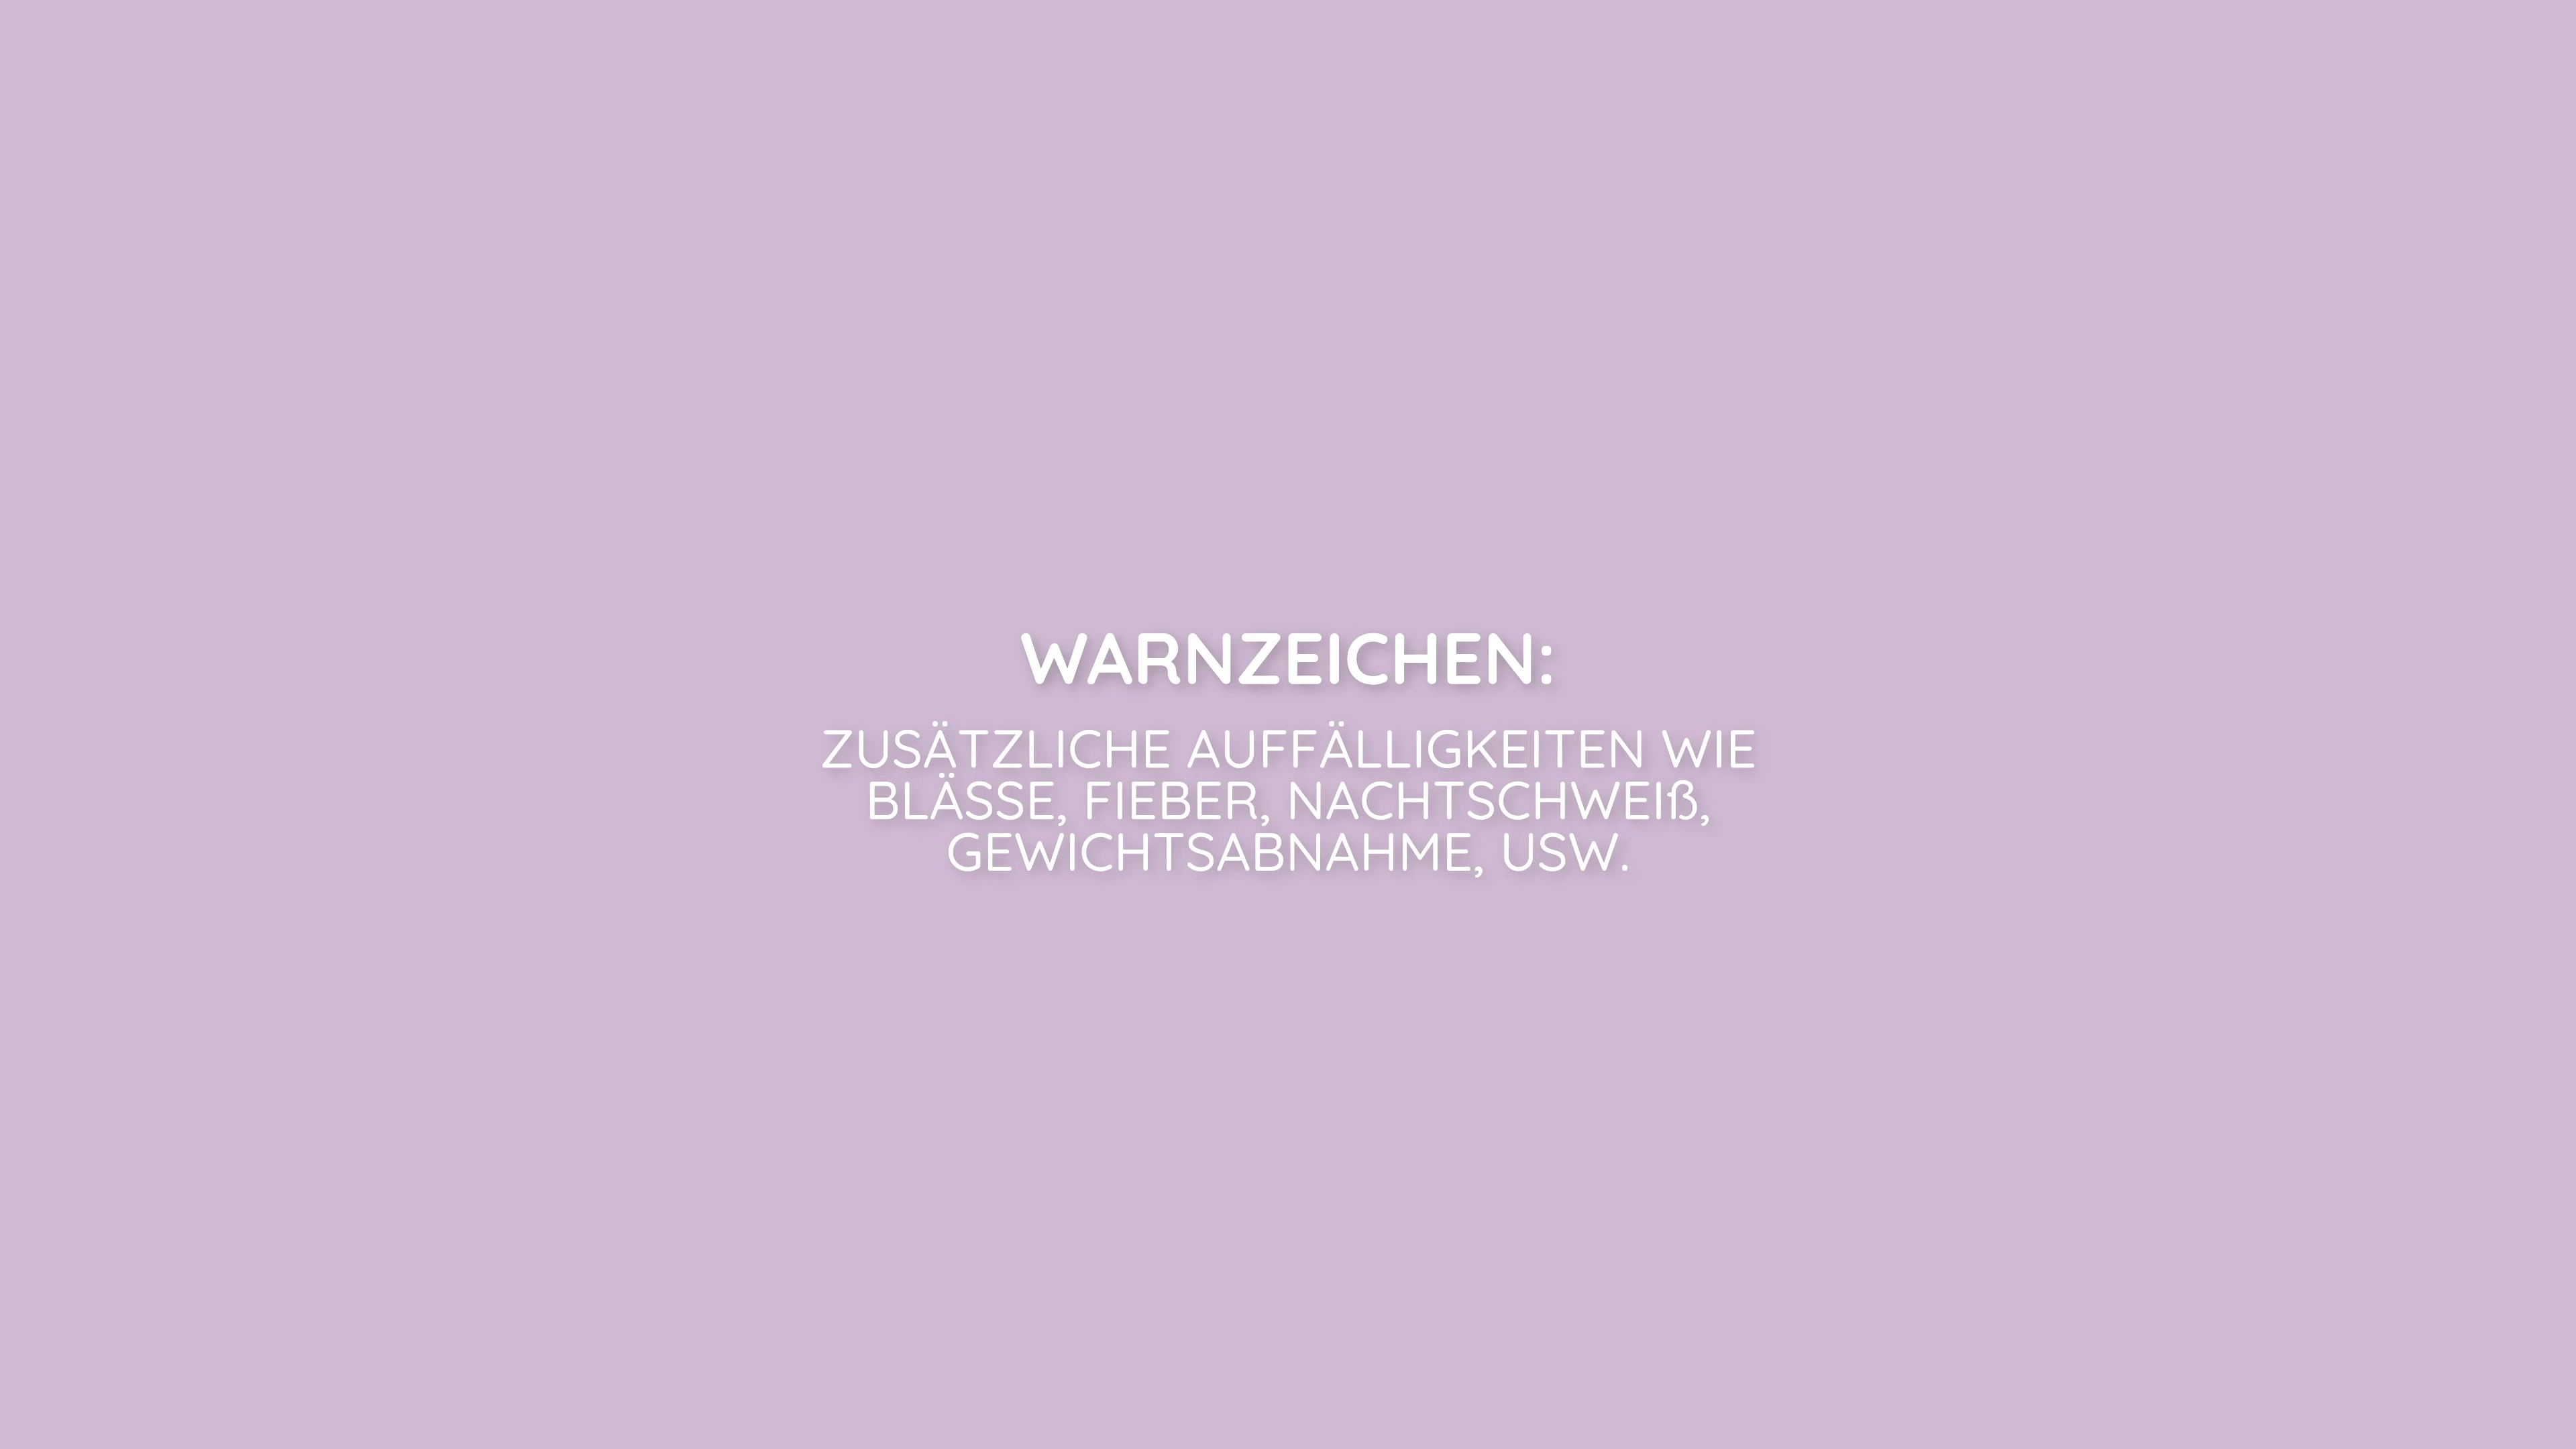 WARNZEICHEN:
ZUSÄTZLICHE AUFFÄLLIGKEITEN WIE
BLÄSSE, FIEBER, NACHTSCHWEIß,
GEWICHTSABNAHME, USW.